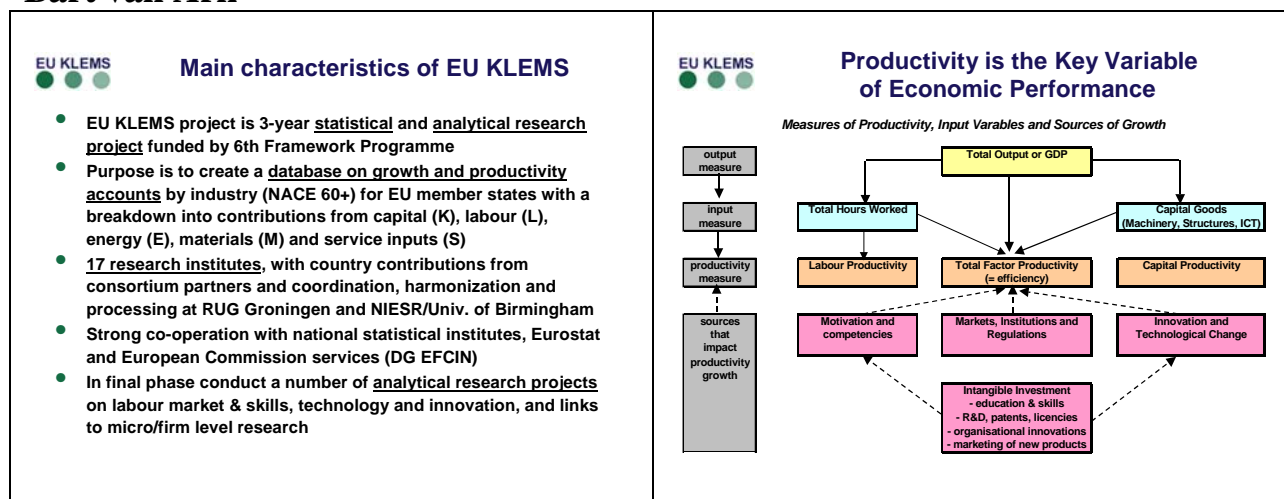 EU KLEMS
Main characteristics of EU KLEMS
• EU KLEMS project is 3-year statistical and analytical research
project funded by 6th Framework Programme
• Purpose is to create a database on growth and productivity
accounts by industry (NACE 60+) for EU member states with a
breakdown into contributions from capital (K), labour (L),
energy (E), materials (M) and service inputs (S)
• 17 research institutes, with country contributions from
consortium partners and coordination, harmonization and
processing at RUG Groningen and NIESR/Univ. of Birmingham
• Strong co-operation with national statistical institutes, Eurostat
and European Commission services (DG EFCIN)
• In final phase conduct a number of analytical research projects
on labour market & skills, technology and innovation, and links
to micro/firm level research
EU KLEMS
Productivity is the Key Variable
of Economic Performance
Measures of Productivity, Input Varables and Sources of Growth
output
measure
Total Output or GDP
input
measure
Total Hours Worked
Capital Goods
(Machinery, Structures, ICT)
productivity
measure
Labour Productivity
Total Factor Productivity
(= efficiency)
Capital Productivity
sources
that
impact
productivity
growth
Motivation and
competencies
Markets, Institutions and
Regulations
Innovation and
Technological Change
Intangible Investment
- education & skills
- R&D, patents, licencies
- organisational innovations
- marketing of new products